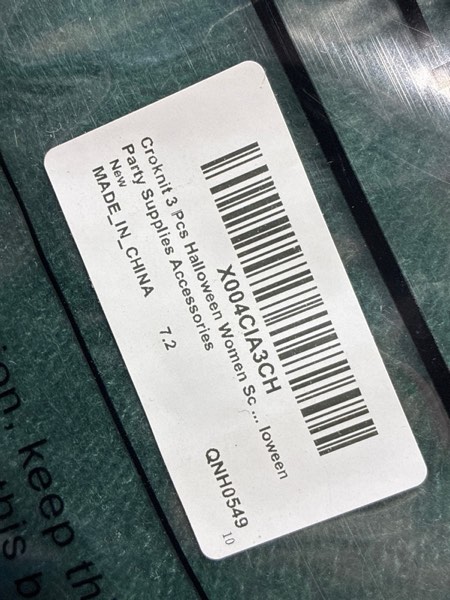 X004CIA3CH
Croknit 3 Pcs Halloween Women Sc ... loween
Party Supplies Accessories
New
MADE_IN_CHINA 7.2
QNH0549
10
on, keep th
this b